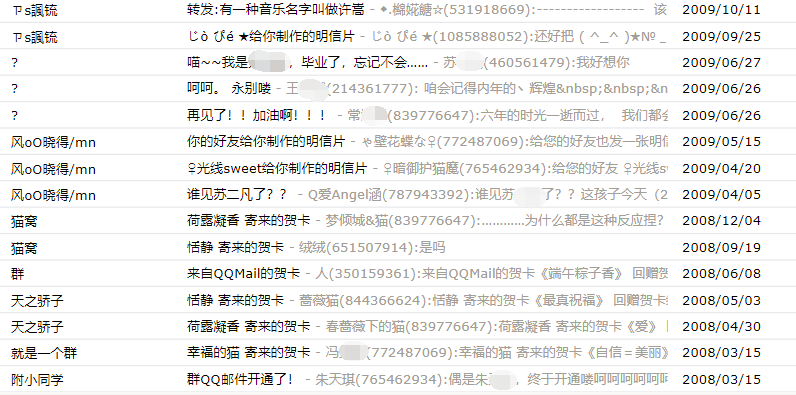 ㄗs諷锍 转发:有一种音乐名字叫做许嵩 - ◆.樤婲鰗☆(531918669):------------------ 该 2009/10/11
ㄗs諷锍 じò ぴé ★给你制作的明信片 - じò ぴé ★(1085888052):还好把 ( ^_^ )★№ _ 2009/09/25
? 喵~~我是 ，毕业了，忘记不会…… - 苏 (460561479):我好想你 2009/06/27
? 呵呵。 永别喽 - 王 (214361777): 咱会记得内年的丶辉煌&nbsp;&nbsp;&n 2009/06/26
? 再见了！！加油啊！！！ - 常 (839776647):六年的时光一逝而过， 我们都会 2009/06/26
风oO晓得/mn 你的好友给你制作的明信片 - ゃ壁花蝶な♀(772487069):给您的好友也发一张明信 2009/05/15
风oO晓得/mn ♀光线sweet给你制作的明信片 - ♀暗御护猫魔(765462934):给您的好友 ♀光线s 2009/04/20
风oO晓得/mn 谁见苏二凡了？？ - Q爱Angel涵(787943392):谁见苏 了？？这孩子今天（2 2009/04/05
猫窝 荷露凝香 寄来的贺卡 - 梦倾城&猫(839776647):…………为什么都是这种反应捏? 2008/12/04
猫窝 恬静 寄来的贺卡 - 绒绒(651507914):是吗 2008/09/19
群 来自QQMail的贺卡 - 人(350159361):来自QQMail的贺卡《端午粽子香》 回赠贺 2008/06/08
天之骄子 恬静 寄来的贺卡 - 蔷薇猫(844366624):恬静 寄来的贺卡《最真祝福》 回赠贺卡 2008/05/03
天之骄子 荷露凝香 寄来的贺卡 - 春蔷薇下的猫(839776647):荷露凝香 寄来的贺卡《爱》 2008/04/30
就是一个群 幸福的猫 寄来的贺卡 - 冯 (772487069):幸福的猫 寄来的贺卡《自信＝美丽》 2008/03/15
附小同学 群QQ邮件开通了！ - 朱天琪(765462934):偶是朱 ，终于开通喽呵呵呵呵呵呵 2008/03/15